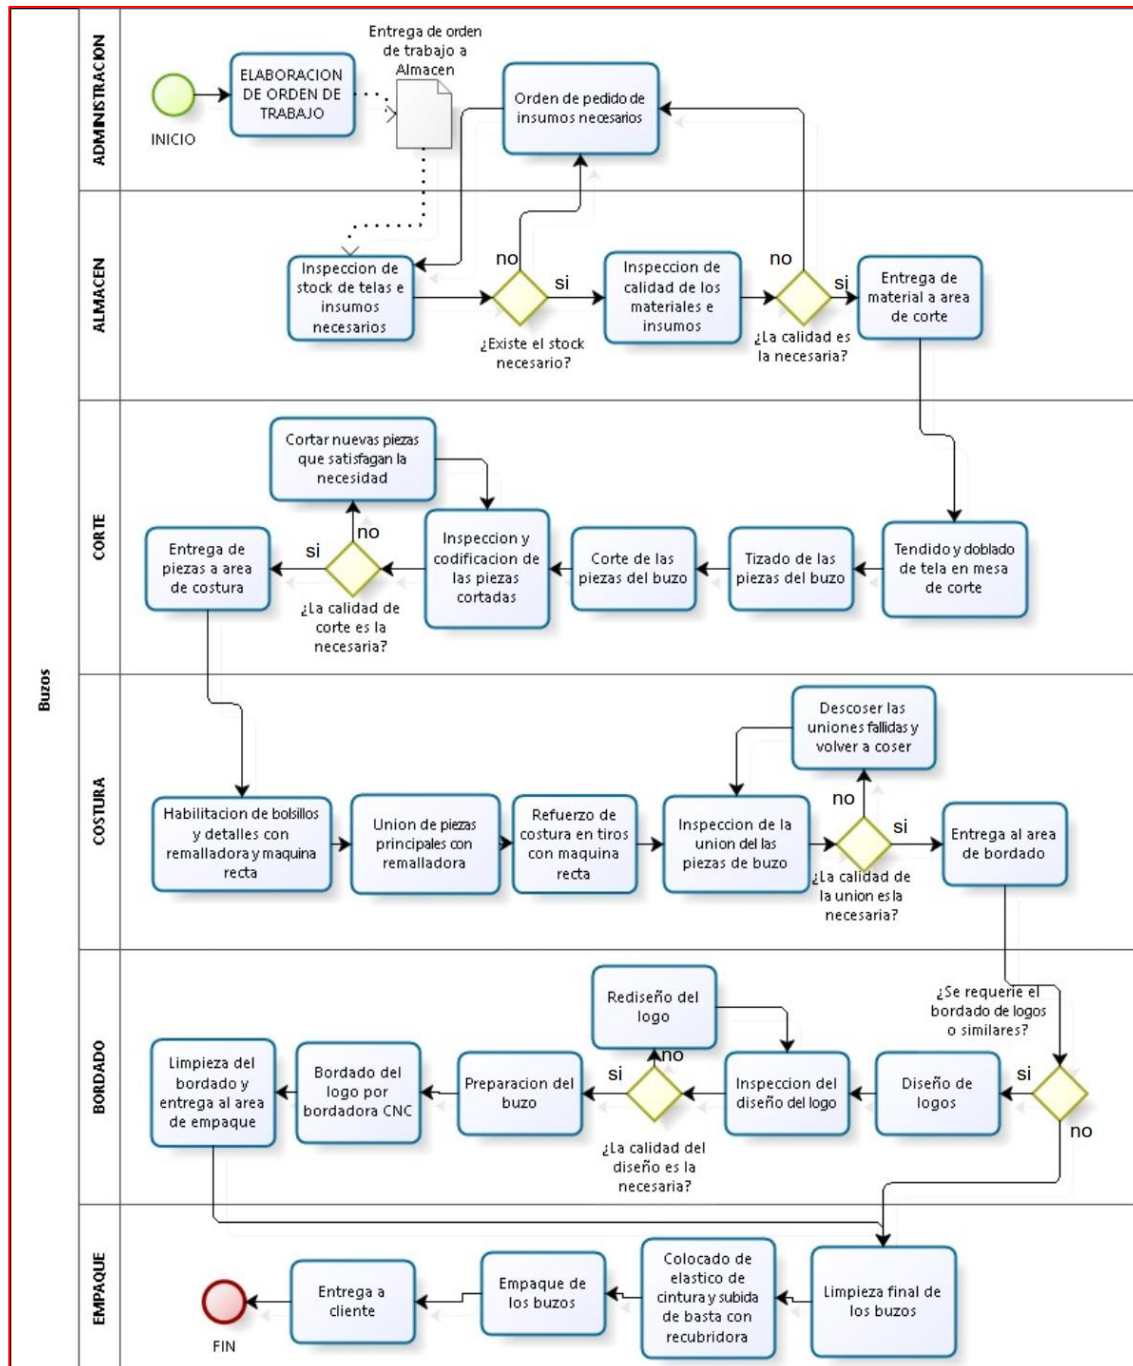 Buzos
ADMINISTRACION
INICIO
ELABORACION
DE ORDEN DE
TRABAJO
Entrega de orden
de trabajo a
Almacen
Orden de pedido de
insumos necesarios
ALMACEN
Inspeccion de
stock de telas e
insumos
necesarios
no
si
¿Existe el stock
necesario?
Inspeccion de
calidad de los
materiales e
insumos
no
si
¿La calidad es
la necesaria?
Entrega de
material a area
de corte
CORTE
Cortar nuevas piezas
que satisfagan la
necesidad
Entrega de
piezas a area
de costura
si
no
¿La calidad de
corte es la
necesaria?
Inspeccion y
codificacion de
las piezas
cortadas
Corte de las
piezas del buzo
Tizado de las
piezas del buzo
Tendido y doblado
de tela en mesa
de corte
COSTURA
Descoser las
uniones fallidas y
volver a coser
Habilitacion de bolsillos
y detalles con
remalladora y maquina
recta
Union de piezas
principales con
remalladora
Refuerzo de
costura en tiros
con maquina
recta
Inspeccion de la
union del las
piezas de buzo
no
si
¿La calidad de
la union es la
necesaria?
Entrega al area
de bordado
BORDADO
¿Se requerie el
bordado de logos
o similares?
Rediseño del
logo
Limpieza del
bordado y
entrega al area
de empaque
Bordado del
logo por
bordadora CNC
Preparacion del
buzo
si
no
¿La calidad del
diseño es la
necesaria?
Inspeccion del
diseño del logo
Diseño de
logos
si
no
EMPAQUE
FIN
Entrega a
cliente
Empaque de
los buzos
Colocado de
elastico de
cintura y subida
de basta con
recubridora
Limpieza final de
los buzos